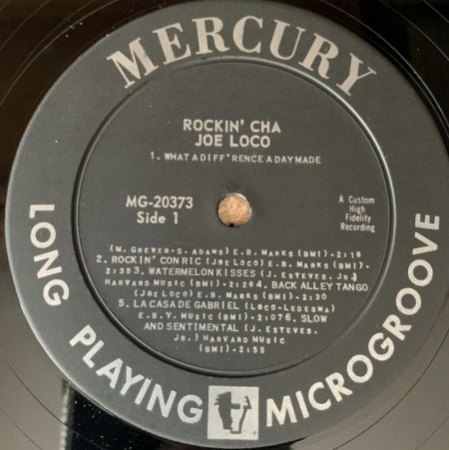 MERCURY
ROCKIN' CHA
JOE LOCO
1. WHAT A DIFF'RENCE A DAY MADE
MG-20373
Side 1
A Custom
High
Fidelity
Recording
(M. GREVER-S. ADAMS) E.B. MARKS (BMI)-2:18
2. ROCKIN' CON RIC (JOE LOCO) E.B. MARKS (BMI)-
2:35 3. WATERMELON KISSES (J. ESTEVES, JR.)
HARVARD MUSIC (BMI)-2:26 4. BACK ALLEY TANGO
(JOE LOCO) E.B. MARKS (BMI)-2:30
5. LA CASA DE GABRIEL (LOCO-LEDESMA)
E.B.Y. MUSIC (BMI)-2:07 6. SLOW
AND SENTIMENTAL (J. ESTEVES,
JR.) HARVARD MUSIC
(BMI)-2:55
LONG PLAYING MICROGROOVE